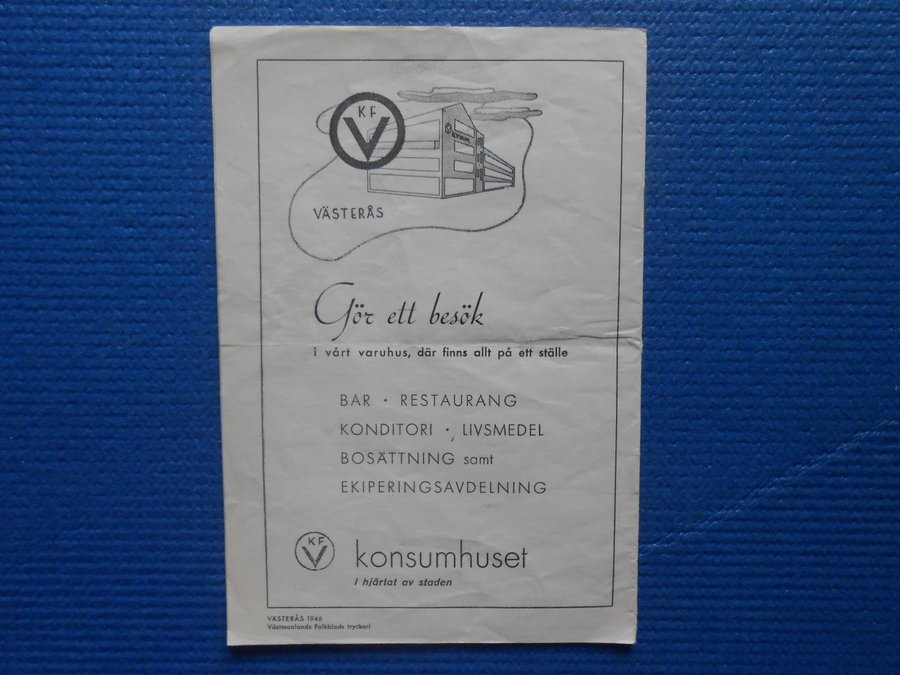 KF
V
konsum
VÄSTERÅS
Gör ett besök
i vårt varuhus, där finns allt på ett ställe
BAR · RESTAURANG
KONDITORI · LIVSMEDEL
BOSÄTTNING samt
EKIPERINGSAVDELNING
KF
V
konsumhuset
i hjärtat av staden
VÄSTERÅS 1946
Västmanlands Folkblads tryckeri